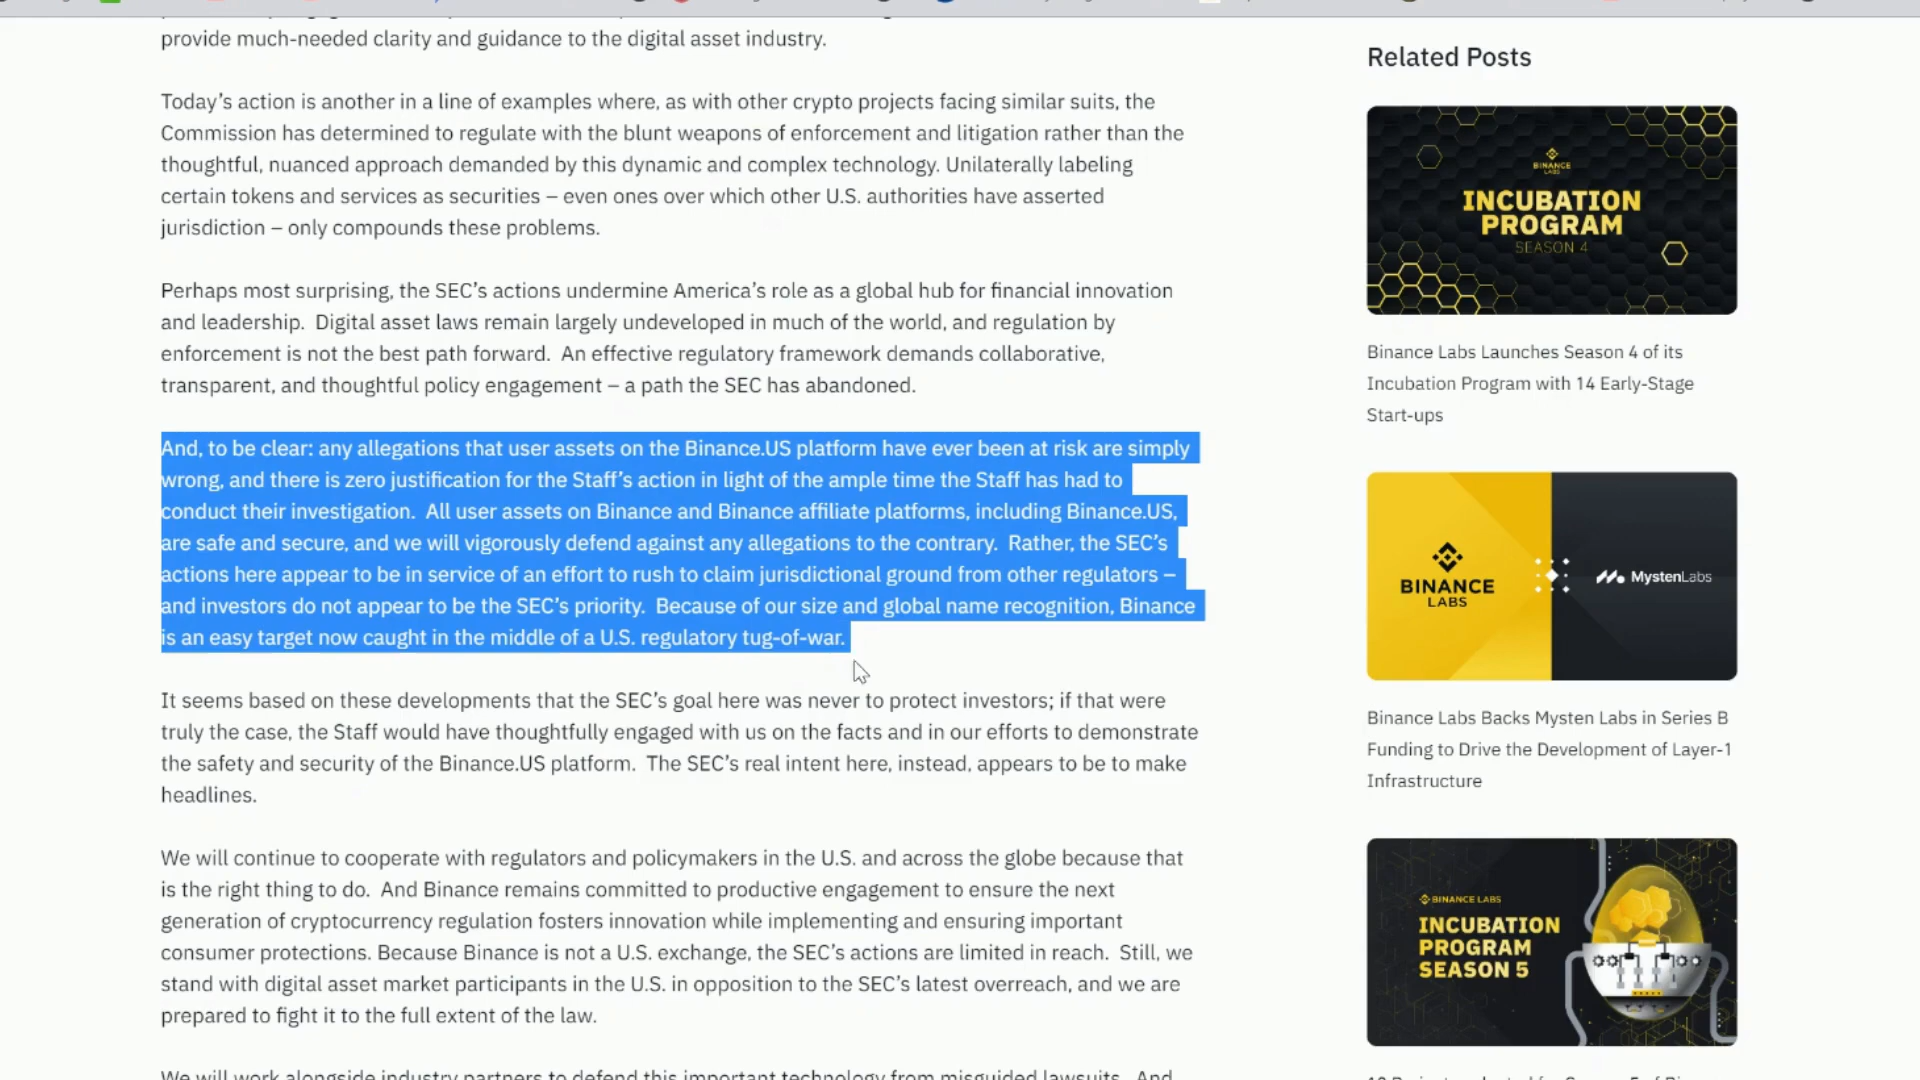 provide much-needed clarity and guidance to the digital asset industry.
Today’s action is another in a line of examples where, as with other crypto projects facing similar suits, the
Commission has determined to regulate with the blunt weapons of enforcement and litigation rather than the
thoughtful, nuanced approach demanded by this dynamic and complex technology. Unilaterally labeling
certain tokens and services as securities – even ones over which other U.S. authorities have asserted
jurisdiction – only compounds these problems.
Perhaps most surprising, the SEC’s actions undermine America’s role as a global hub for financial innovation
and leadership.  Digital asset laws remain largely undeveloped in much of the world, and regulation by
enforcement is not the best path forward.  An effective regulatory framework demands collaborative,
transparent, and thoughtful policy engagement – a path the SEC has abandoned.
And, to be clear: any allegations that user assets on the Binance.US platform have ever been at risk are simply
wrong, and there is zero justification for the Staff’s action in light of the ample time the Staff has had to
conduct their investigation.  All user assets on Binance and Binance affiliate platforms, including Binance.US,
are safe and secure, and we will vigorously defend against any allegations to the contrary.  Rather, the SEC’s
actions here appear to be in service of an effort to rush to claim jurisdictional ground from other regulators –
and investors do not appear to be the SEC’s priority.  Because of our size and global name recognition, Binance
is an easy target now caught in the middle of a U.S. regulatory tug-of-war.
It seems based on these developments that the SEC’s goal here was never to protect investors; if that were
truly the case, the Staff would have thoughtfully engaged with us on the facts and in our efforts to demonstrate
the safety and security of the Binance.US platform.  The SEC’s real intent here, instead, appears to be to make
headlines.
We will continue to cooperate with regulators and policymakers in the U.S. and across the globe because that
is the right thing to do.  And Binance remains committed to productive engagement to ensure the next
generation of cryptocurrency regulation fosters innovation while implementing and ensuring important
consumer protections. Because Binance is not a U.S. exchange, the SEC’s actions are limited in reach.  Still, we
stand with digital asset market participants in the U.S. in opposition to the SEC’s latest overreach, and we are
prepared to fight it to the full extent of the law.
We will work alongside industry partners to defend this important technology from misguided lawsuits.  And
Related Posts
BINANCE
LABS
INCUBATION
PROGRAM
SEASON 4
Binance Labs Launches Season 4 of its
Incubation Program with 14 Early-Stage
Start-ups
BINANCE
LABS
MystenLabs
Binance Labs Backs Mysten Labs in Series B
Funding to Drive the Development of Layer-1
Infrastructure
BINANCE LABS
INCUBATION
PROGRAM
SEASON 5